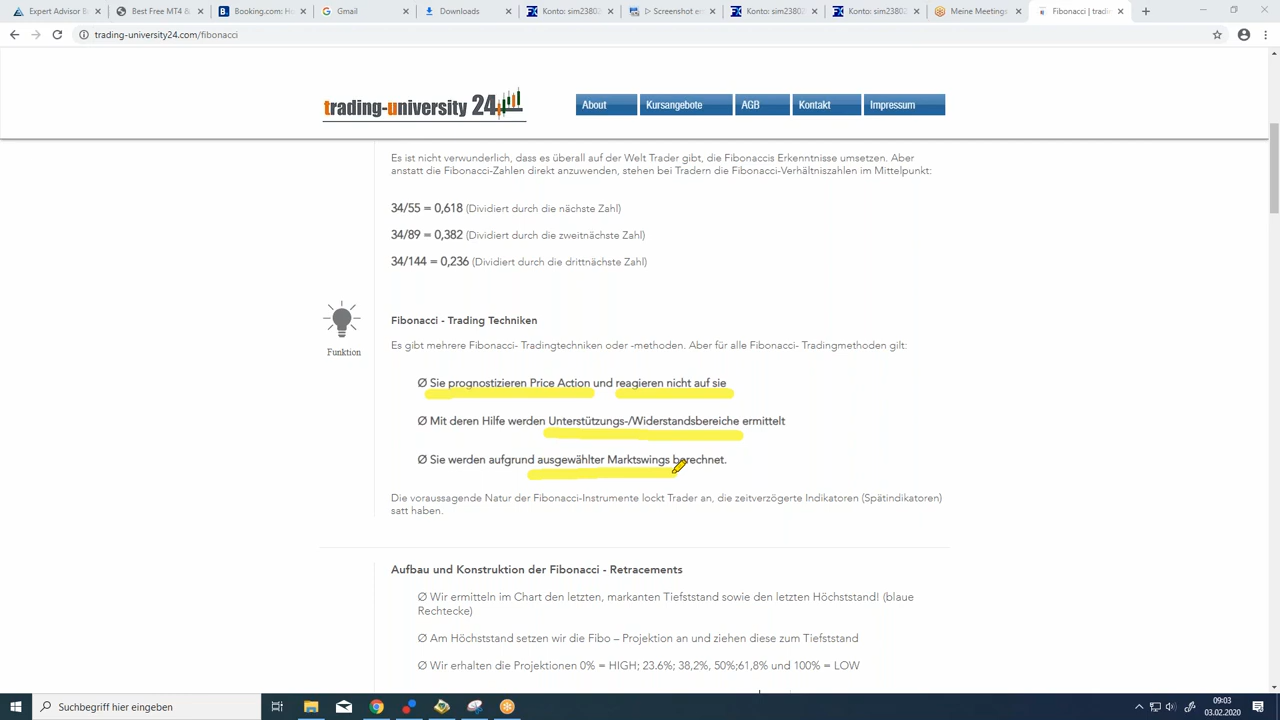 Expert Advisor B
Best Free MT4 &
Booking.com: H
Gmail
Downloads
Konto: sim2380
Screenshot e
Konto: sim2380
Konto: sim2380
Meine Meetings
Fibonacci | tradin
trading-university24.com/fibonacci
trading-university 24
About
Kursangebote
AGB
Kontakt
Impressum
Es ist nicht verwunderlich, dass es überall auf der Welt Trader gibt, die Fibonaccis Erkenntnisse umsetzen. Aber
anstatt die Fibonacci-Zahlen direkt anzuwenden, stehen bei Tradern die Fibonacci-Verhältniszahlen im Mittelpunkt:
34/55 = 0,618 (Dividiert durch die nächste Zahl)
34/89 = 0,382 (Dividiert durch die zweitnächste Zahl)
34/144 = 0,236 (Dividiert durch die drittnächste Zahl)
Funktion
Fibonacci - Trading Techniken
Es gibt mehrere Fibonacci- Tradingtechniken oder -methoden. Aber für alle Fibonacci- Tradingmethoden gilt:
Ø Sie prognostizieren Price Action und reagieren nicht auf sie
Ø Mit deren Hilfe werden Unterstützungs-/Widerstandsbereiche ermittelt
Ø Sie werden aufgrund ausgewählter Marktswings berechnet.
Die voraussagende Natur der Fibonacci-Instrumente lockt Trader an, die zeitverzögerte Indikatoren (Spätindikatoren)
satt haben.
Aufbau und Konstruktion der Fibonacci - Retracements
Ø Wir ermitteln im Chart den letzten, markanten Tiefststand sowie den letzten Höchststand! (blaue
Rechtecke)
Ø Am Höchststand setzen wir die Fibo – Projektion an und ziehen diese zum Tiefststand
Ø Wir erhalten die Projektionen 0% = HIGH; 23.6%; 38,2%, 50%;61,8% und 100% = LOW
Suchbegriff hier eingeben
09:03
03.02.2020